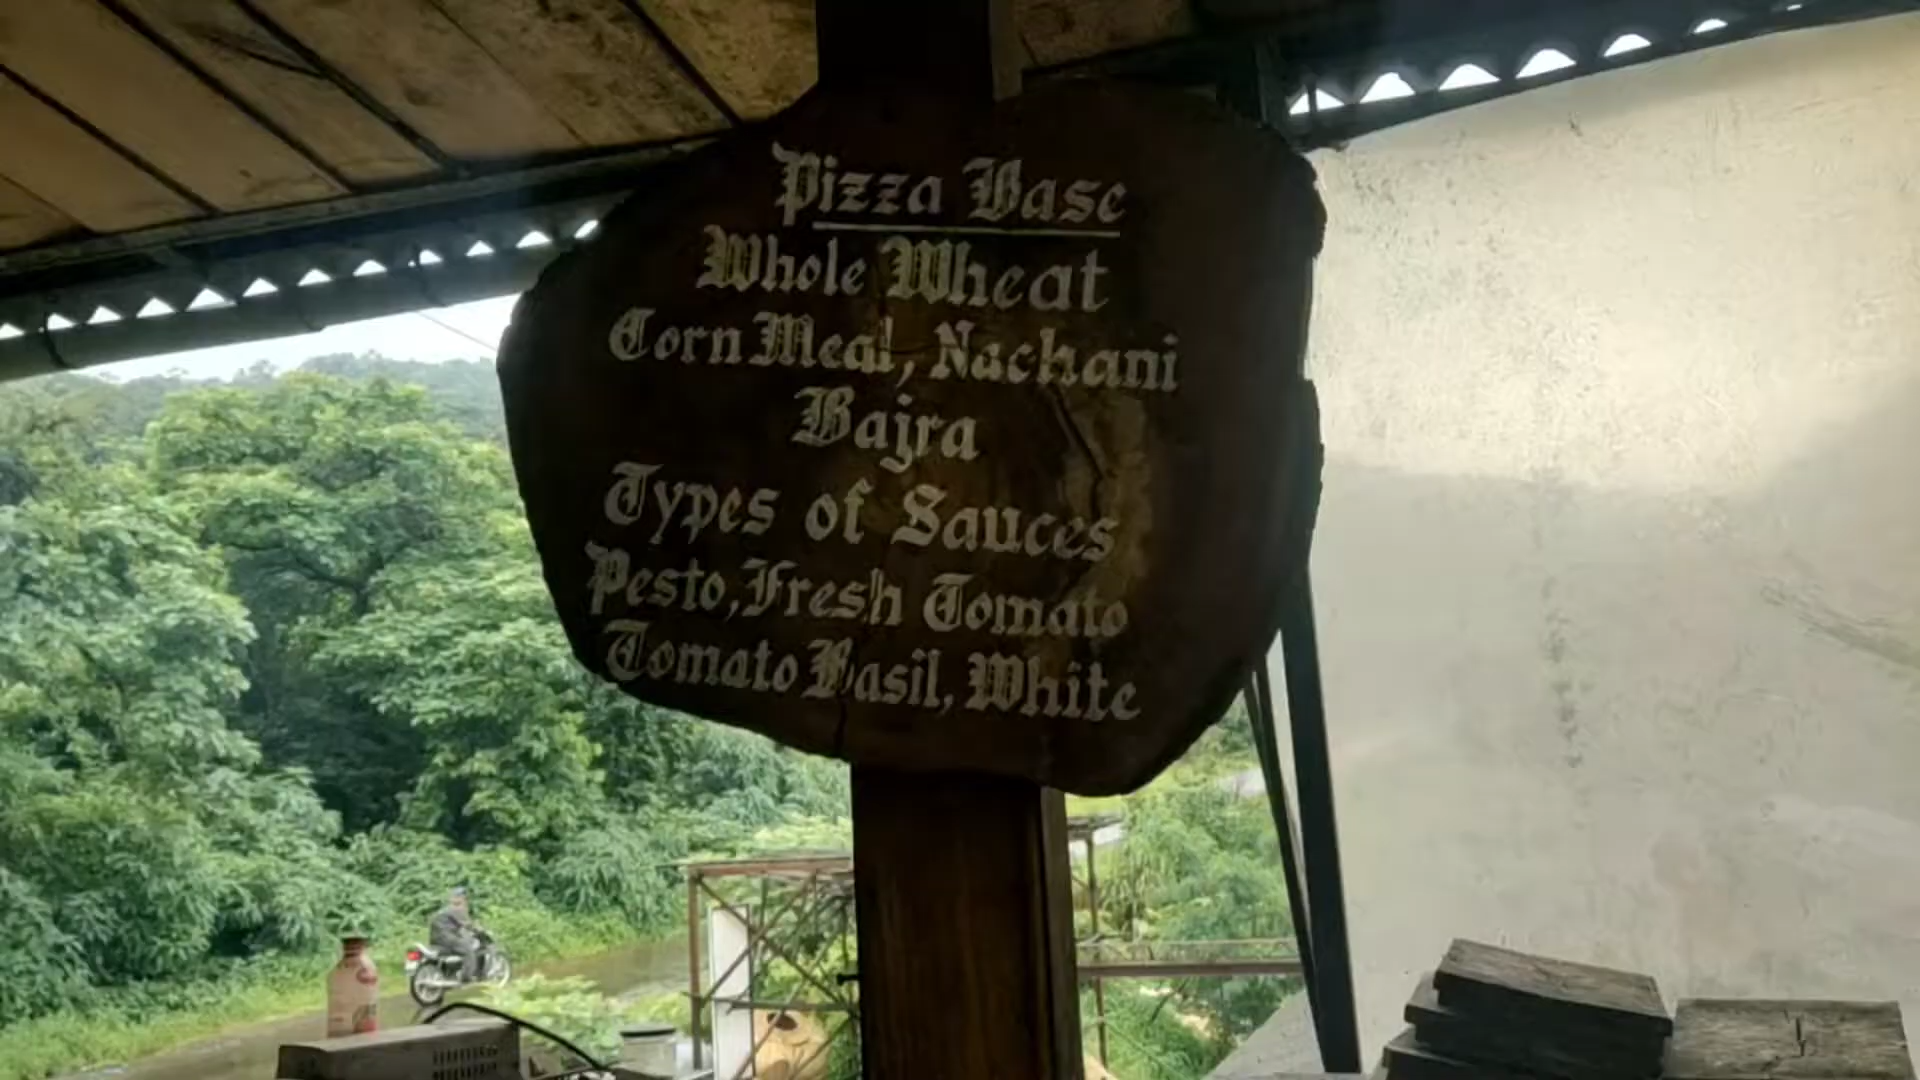 Pizza Base
Whole Wheat
Corn Meal, Nachani
Bajra
Types of Sauces
Pesto, Fresh Tomato
Tomato Basil, White